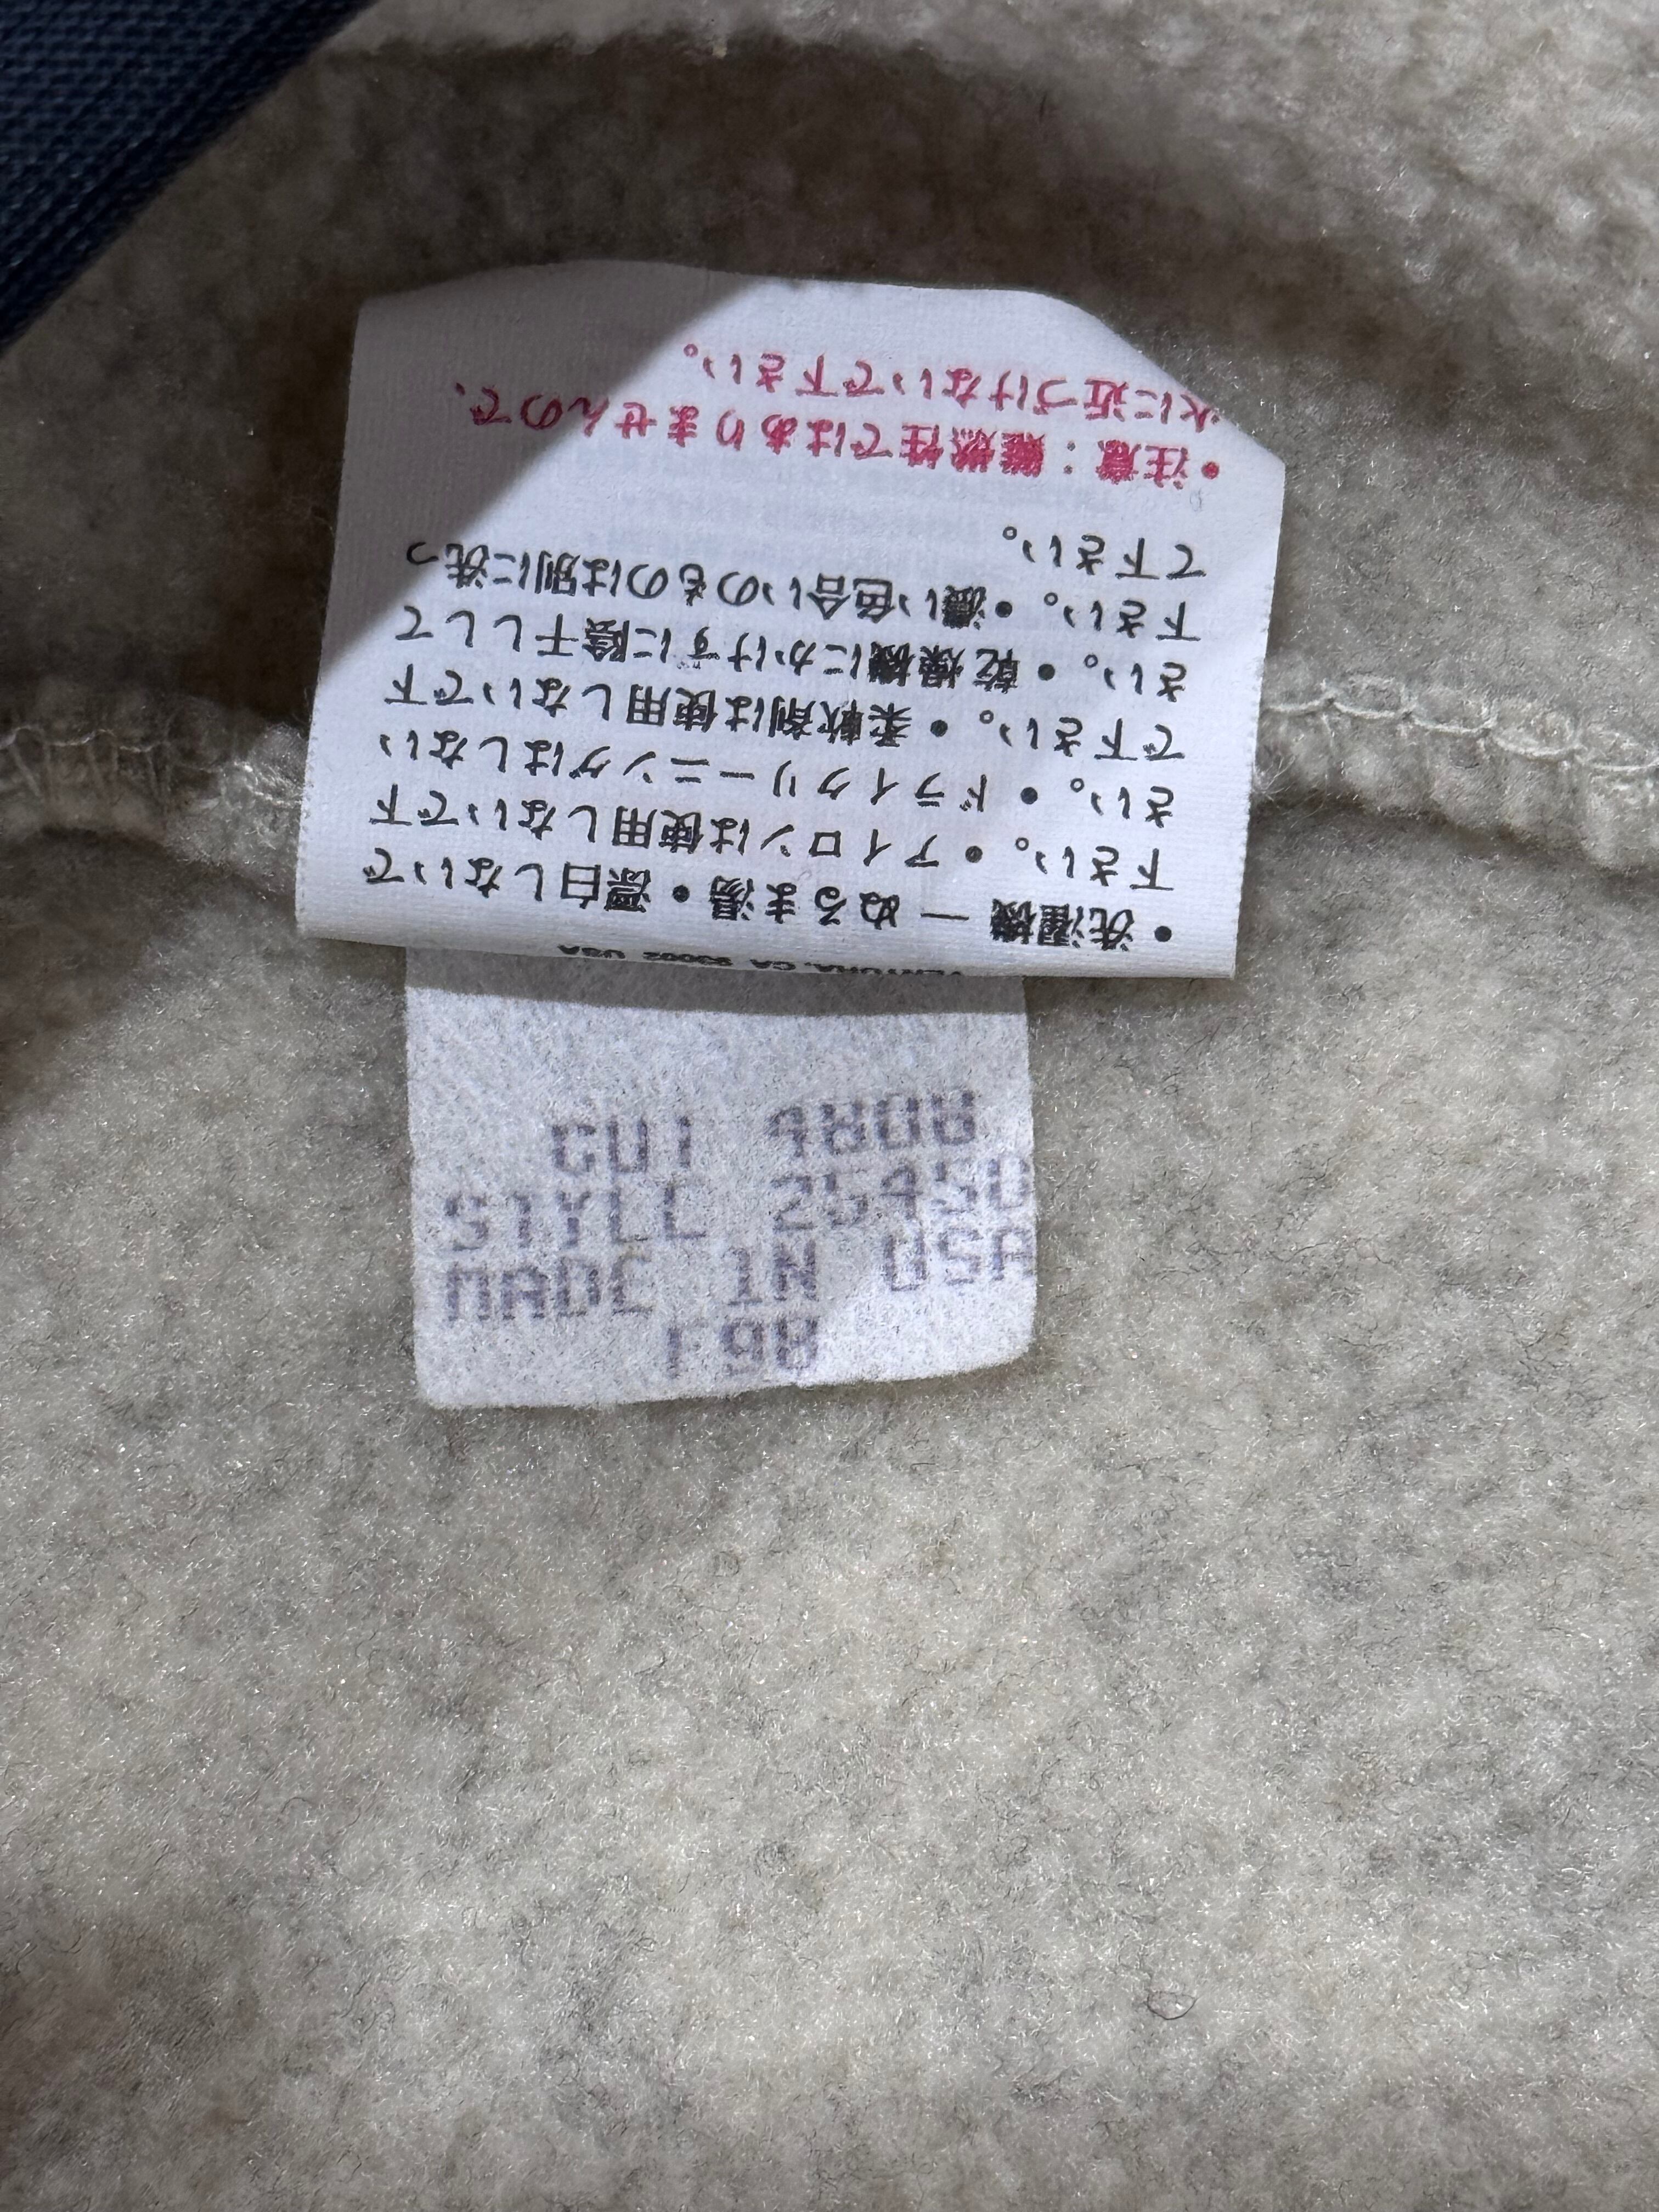 •洗濯機 — ぬるま湯•漂白しないで
下さい。•アイロンは使用しないで下
さい。•ドライクリーニングはしない
で下さい。•柔軟剤は使用しないで下
さい。•乾燥機にかけずに陰干しして
下さい。•濃い色合いのものは別に洗っ
て下さい。
•注意：難燃性ではありませんので、
火に近づけないで下さい。
VENTURA, CA 93002 USA
CUT 4808
STYLE 25450
MADE IN USA
F98